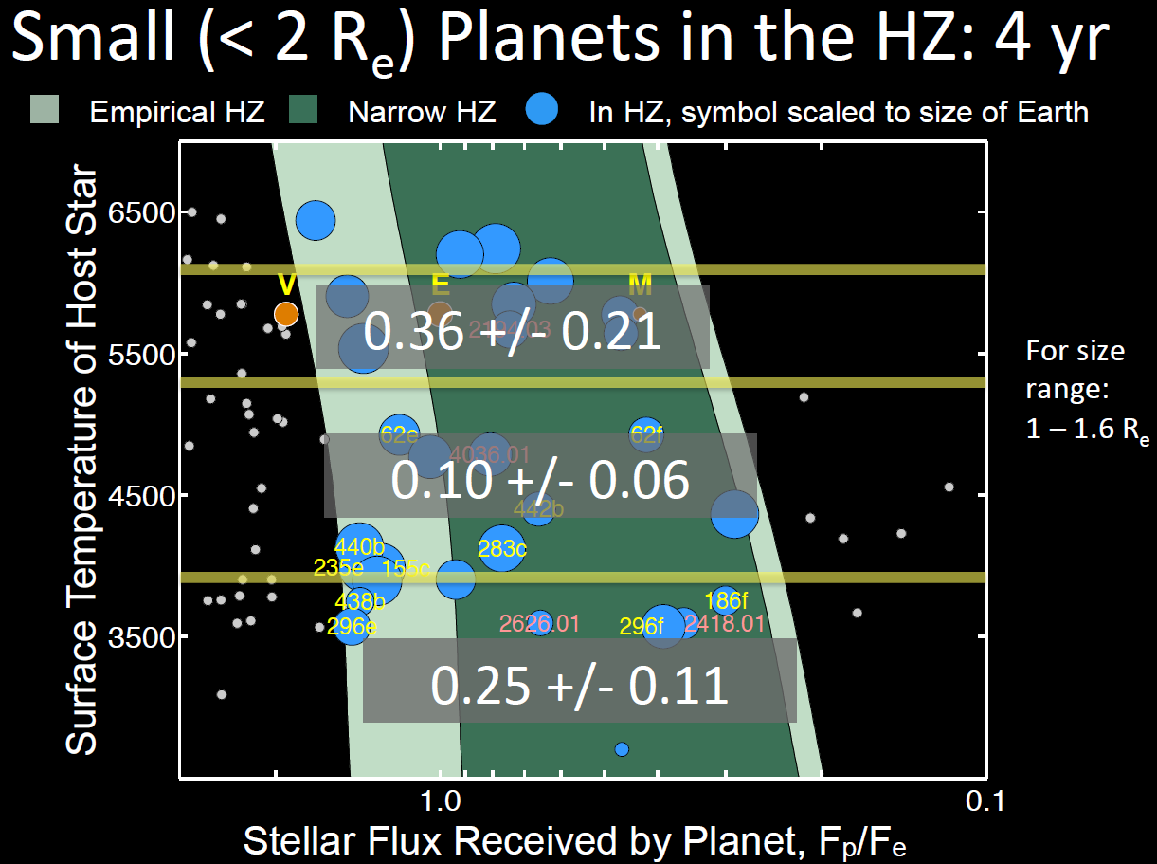 Small (< 2 Re) Planets in the HZ: 4 yr
Empirical HZ
Narrow HZ
In HZ, symbol scaled to size of Earth
Surface Temperature of Host Star
6500
5500
4500
3500
V
E
M
0.36 +/- 0.21
62e
62f
4036.01
0.10 +/- 0.06
442b
440b
283c
235e
155c
438b
186f
296e
2626.01
296f
2418.01
0.25 +/- 0.11
For size
range:
1 – 1.6 Re
1.0
0.1
Stellar Flux Received by Planet, Fp/Fe